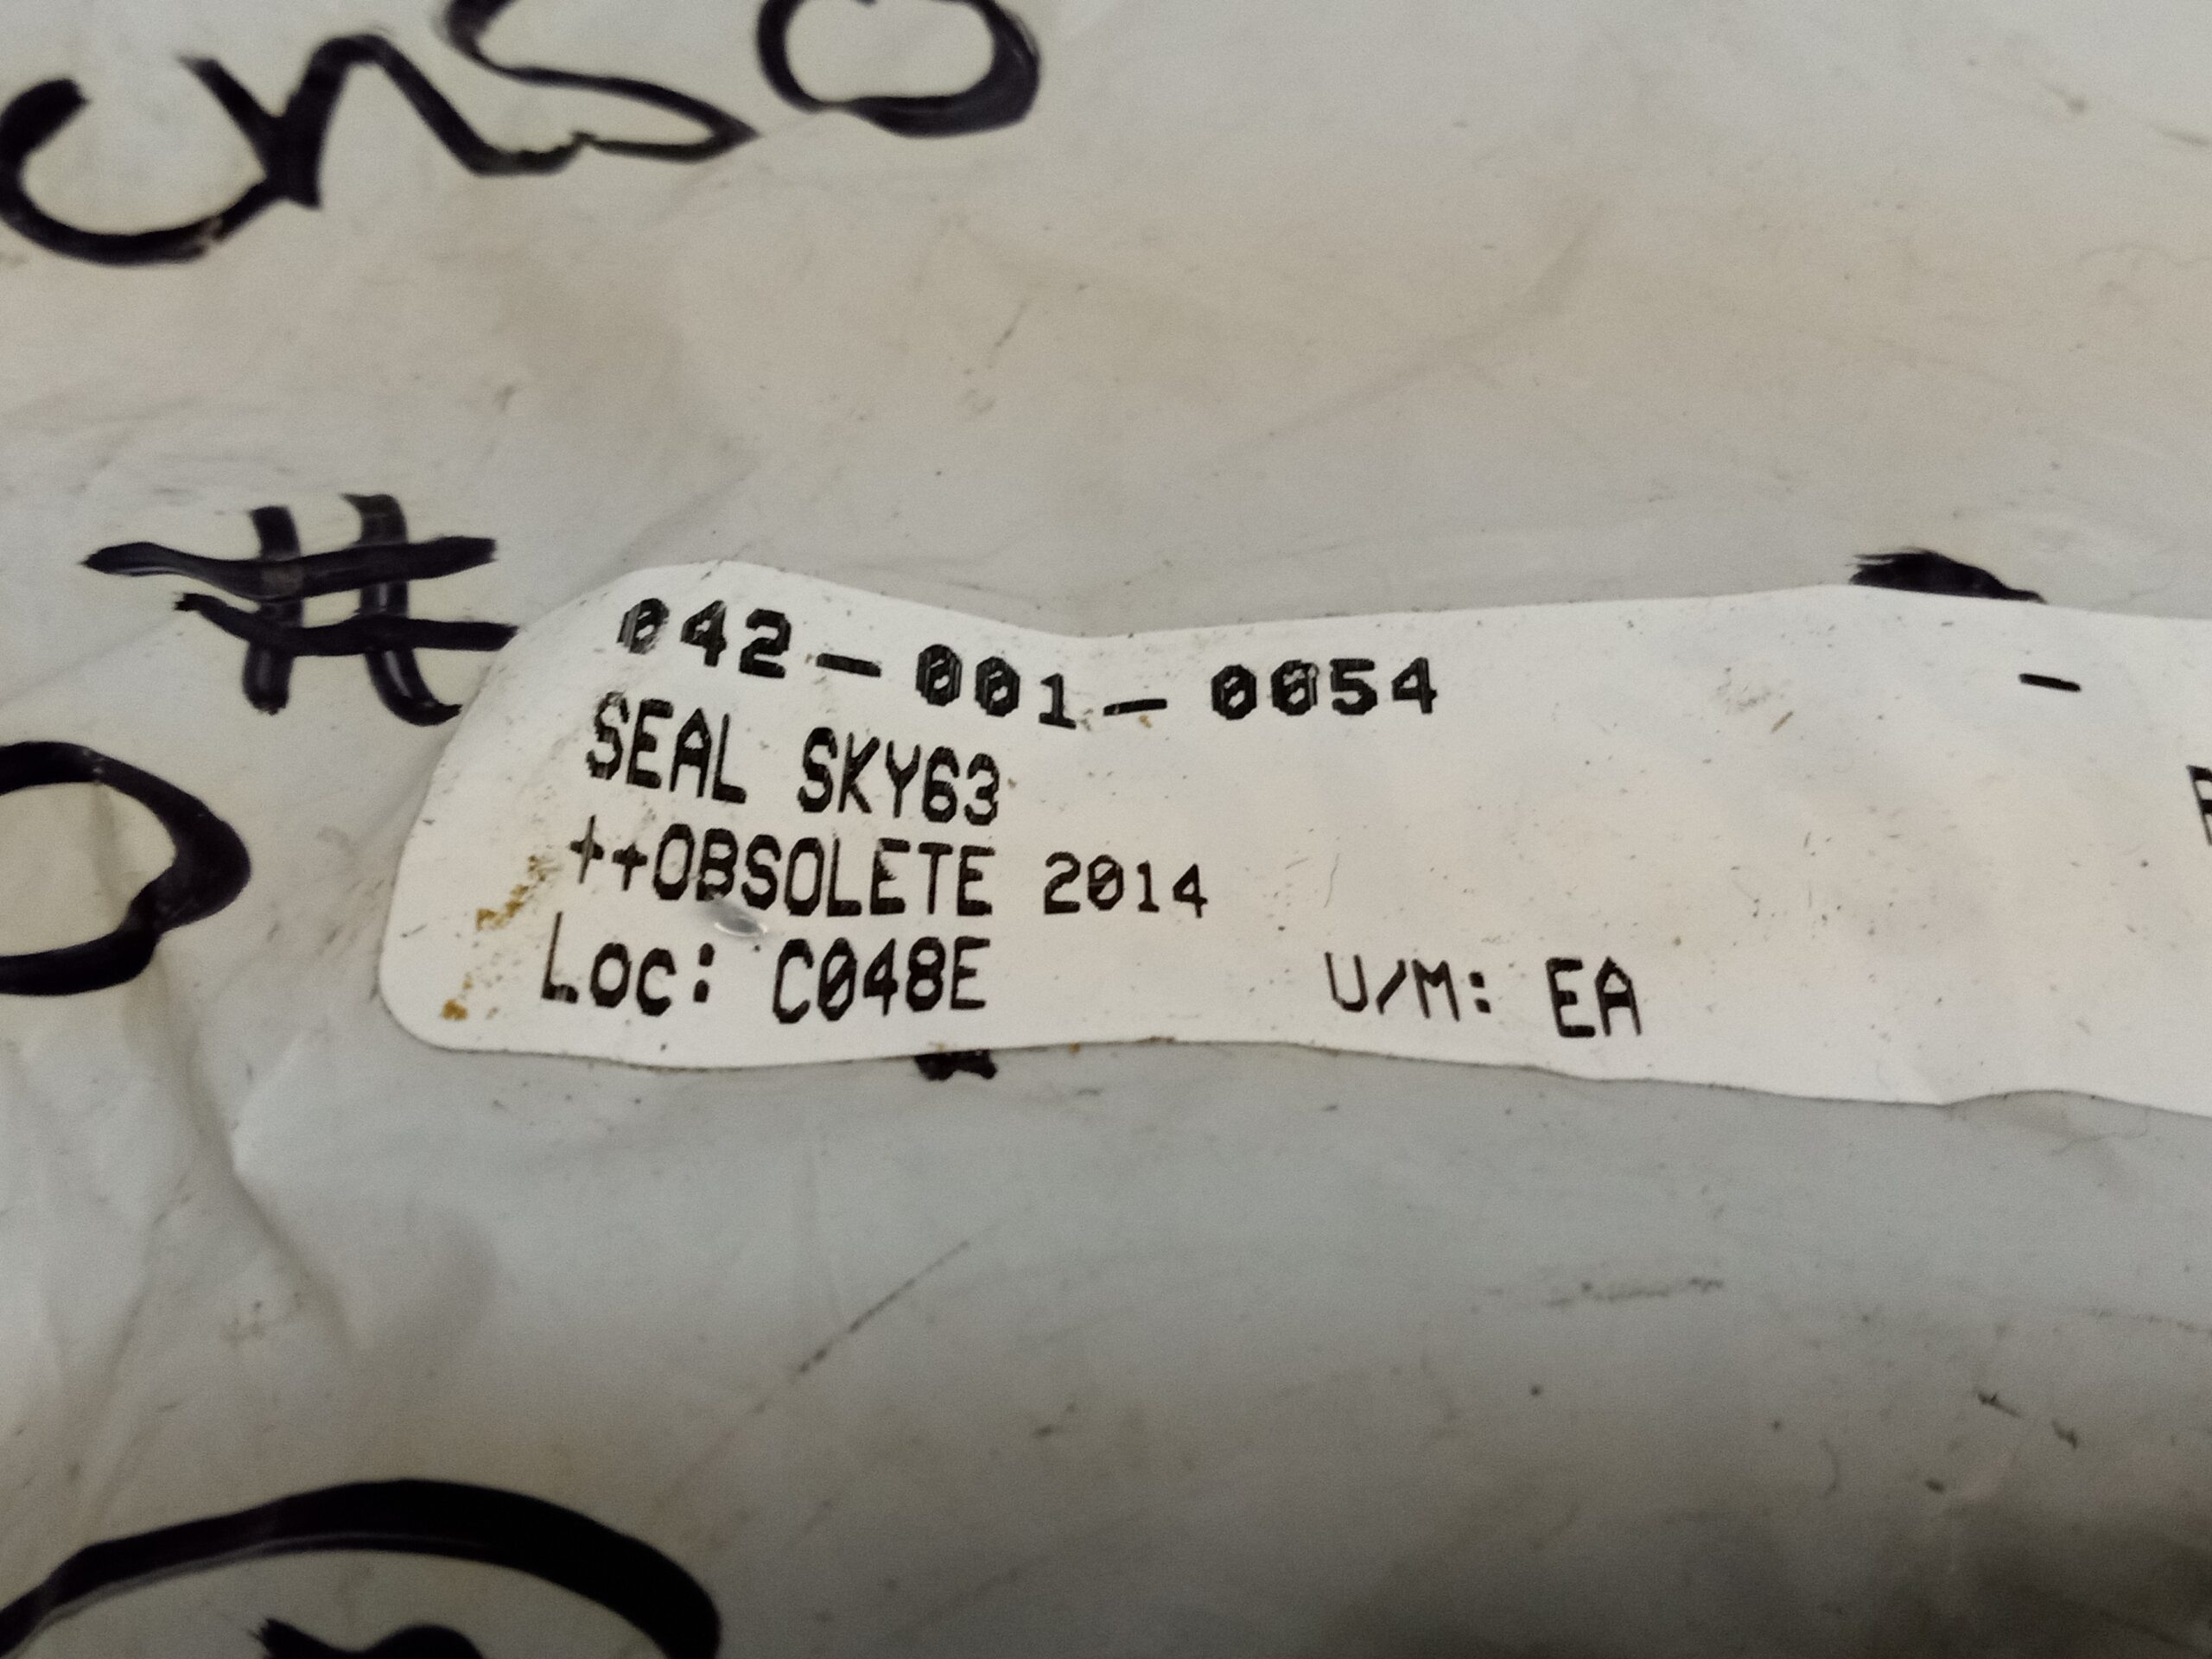 #
042-001-0054 -
SEAL SKY63
++OBSOLETE 2014
Loc: C048E U/M: EA